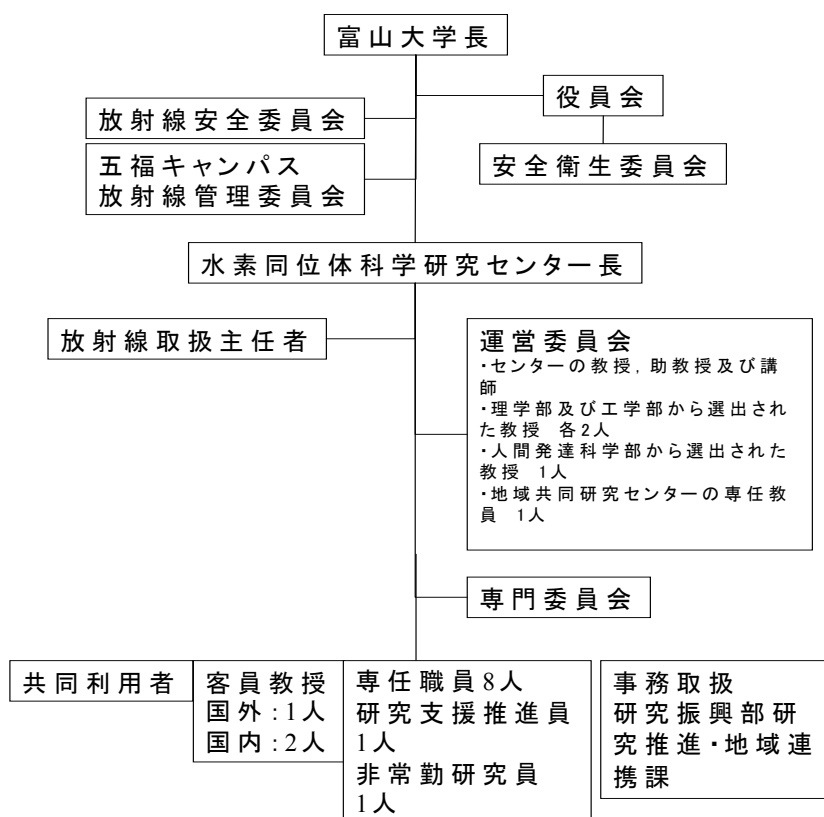 富山大学長
役員会
放射線安全委員会
安全衛生委員会
五福キャンパス
放射線管理委員会
水素同位体科学研究センター長
放射線取扱主任者
運営委員会
・センターの教授, 助教授及び講
師
・理学部及び工学部から選出され
た教授　各2人
・人間発達科学部から選出された
教授　1人
・地域共同研究センターの専任教
員　1人
専門委員会
共同利用者
客員教授
国外:1人
国内:2人
専任職員8人
研究支援推進員
1人
非常勤研究員
1人
事務取扱
研究振興部研
究推進・地域連
携課